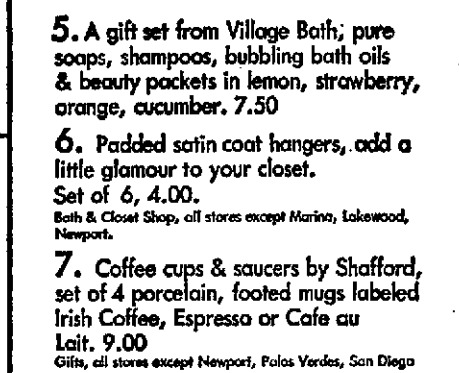 5. A gift set from Village Bath; pure
soaps, shampoos, bubbling bath oils
& beauty packets in lemon, strawberry,
orange, cucumber. 7.50
6. Padded satin coat hangers, add a
little glamour to your closet.
Set of 6, 4.00.
Bath & Closet Shop, all stores except Marina, Lakewood,
Newport.
7. Coffee cups & saucers by Shafford,
set of 4 porcelain, footed mugs labeled
Irish Coffee, Espresso or Cafe au
Lait. 9.00
Gifts, all stores except Newport, Palos Verdes, San Diego